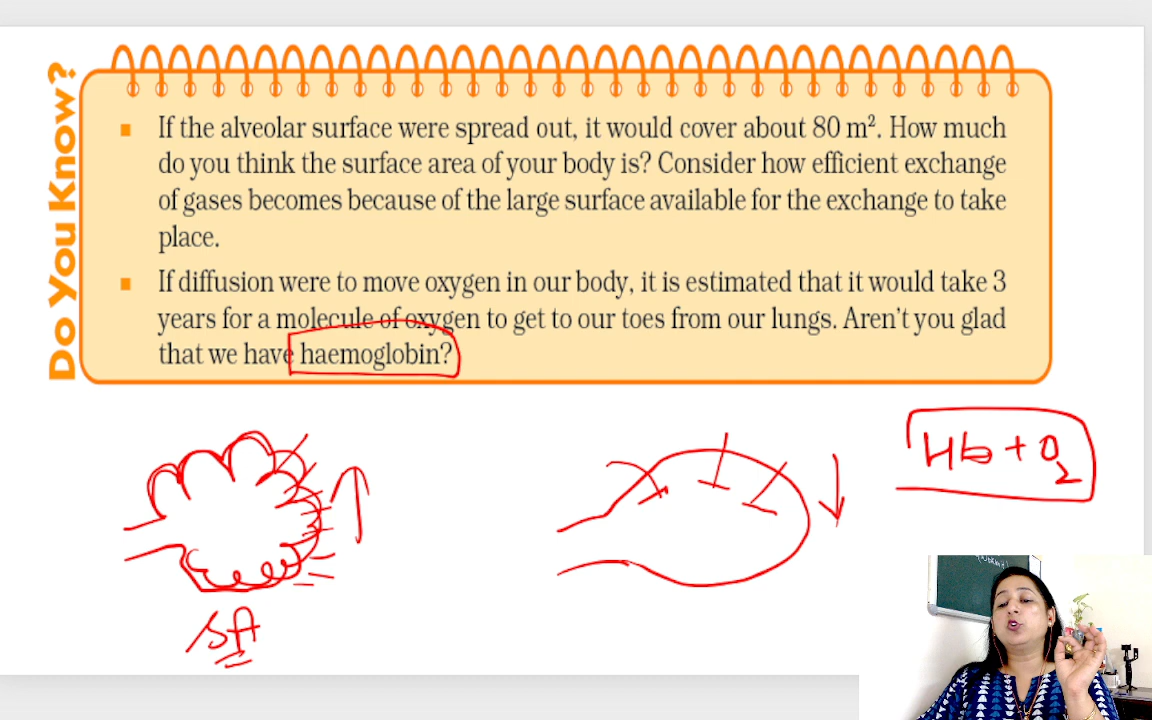 Do You Know?
If the alveolar surface were spread out, it would cover about 80 m². How much
do you think the surface area of your body is? Consider how efficient exchange
of gases becomes because of the large surface available for the exchange to take
place.
If diffusion were to move oxygen in our body, it is estimated that it would take 3
years for a molecule of oxygen to get to our toes from our lungs. Aren't you glad
that we have haemoglobin?
Hb + O₂
SA